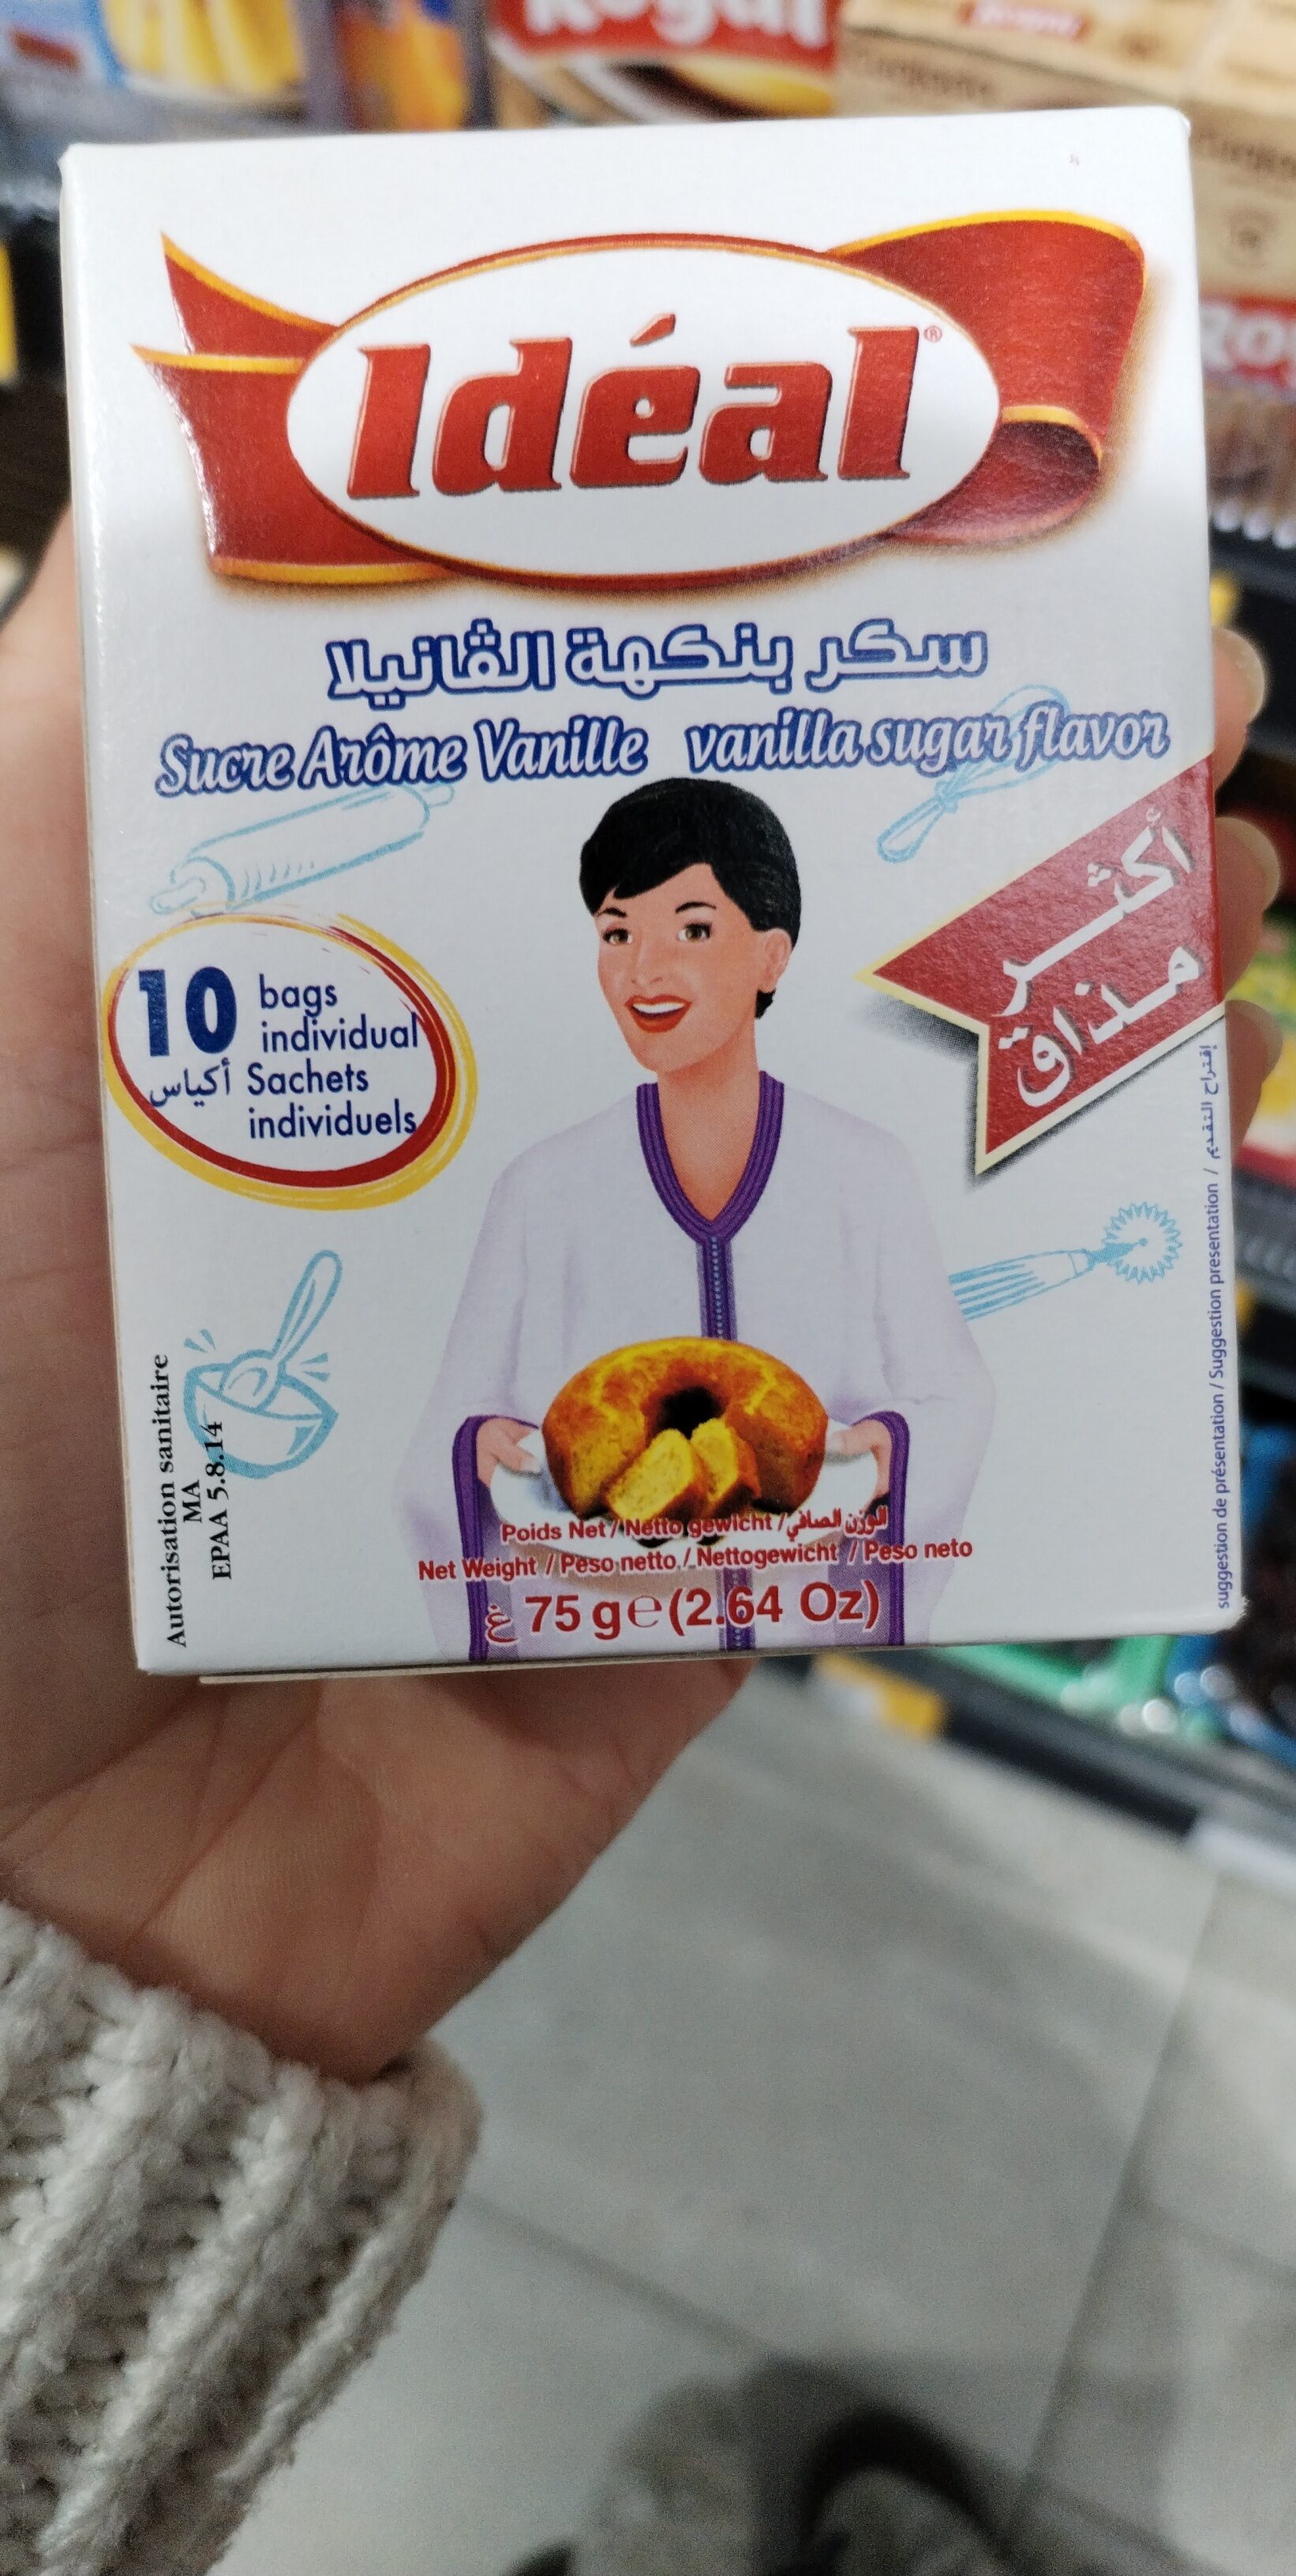 Royal
Idéal®
سكر بنكهة الڤانيلا
Sucre Arôme Vanille vanilla sugar flavor
أكثر
مذاق
10 bags
individual
أكياس Sachets
individuels
Autorisation sanitaire
MA
EPAA 5.8.14
Poids Net / Netto gewicht / الوزن الصافي
Net Weight / Peso netto / Nettogewicht / Peso neto
غ 75 g e (2.64 Oz)
suggestion de présentation / Suggestion presentation / إقتراح التقديم